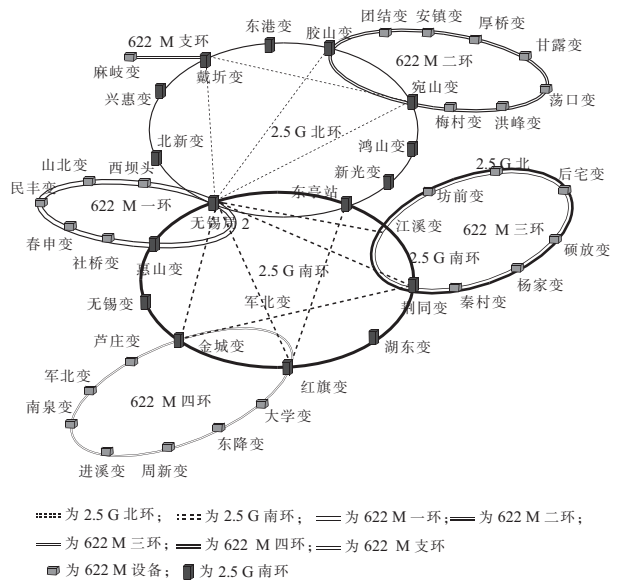 东港变
胶山变
团结变
安镇变
厚桥变
甘露变
622 M 支环
麻岐变
戴圻变
622 M 二环
宛山变
荡口变
兴惠变
梅村变
洪峰变
2.5 G 北环
北新变
鸿山变
山北变
西坝头
新光变
2.5 G 北
后宅变
民丰变
622 M 一环
东亭站
坊前变
无锡局 2
江溪变
622 M 三环
春申变
社桥变
惠山变
2.5 G 南环
2.5 G 南环
硕放变
杨家变
无锡变
军北变
荆同变
秦村变
芦庄变
金城变
湖东变
军北变
红旗变
南泉变
622 M 四环
大学变
东降变
进溪变
周新变
为 2.5 G 北环; 为 2.5 G 南环; 为 622 M 一环; 为 622 M 二环;
为 622 M 三环; 为 622 M 四环; 为 622 M 支环
为 622 M 设备; 为 2.5 G 南环